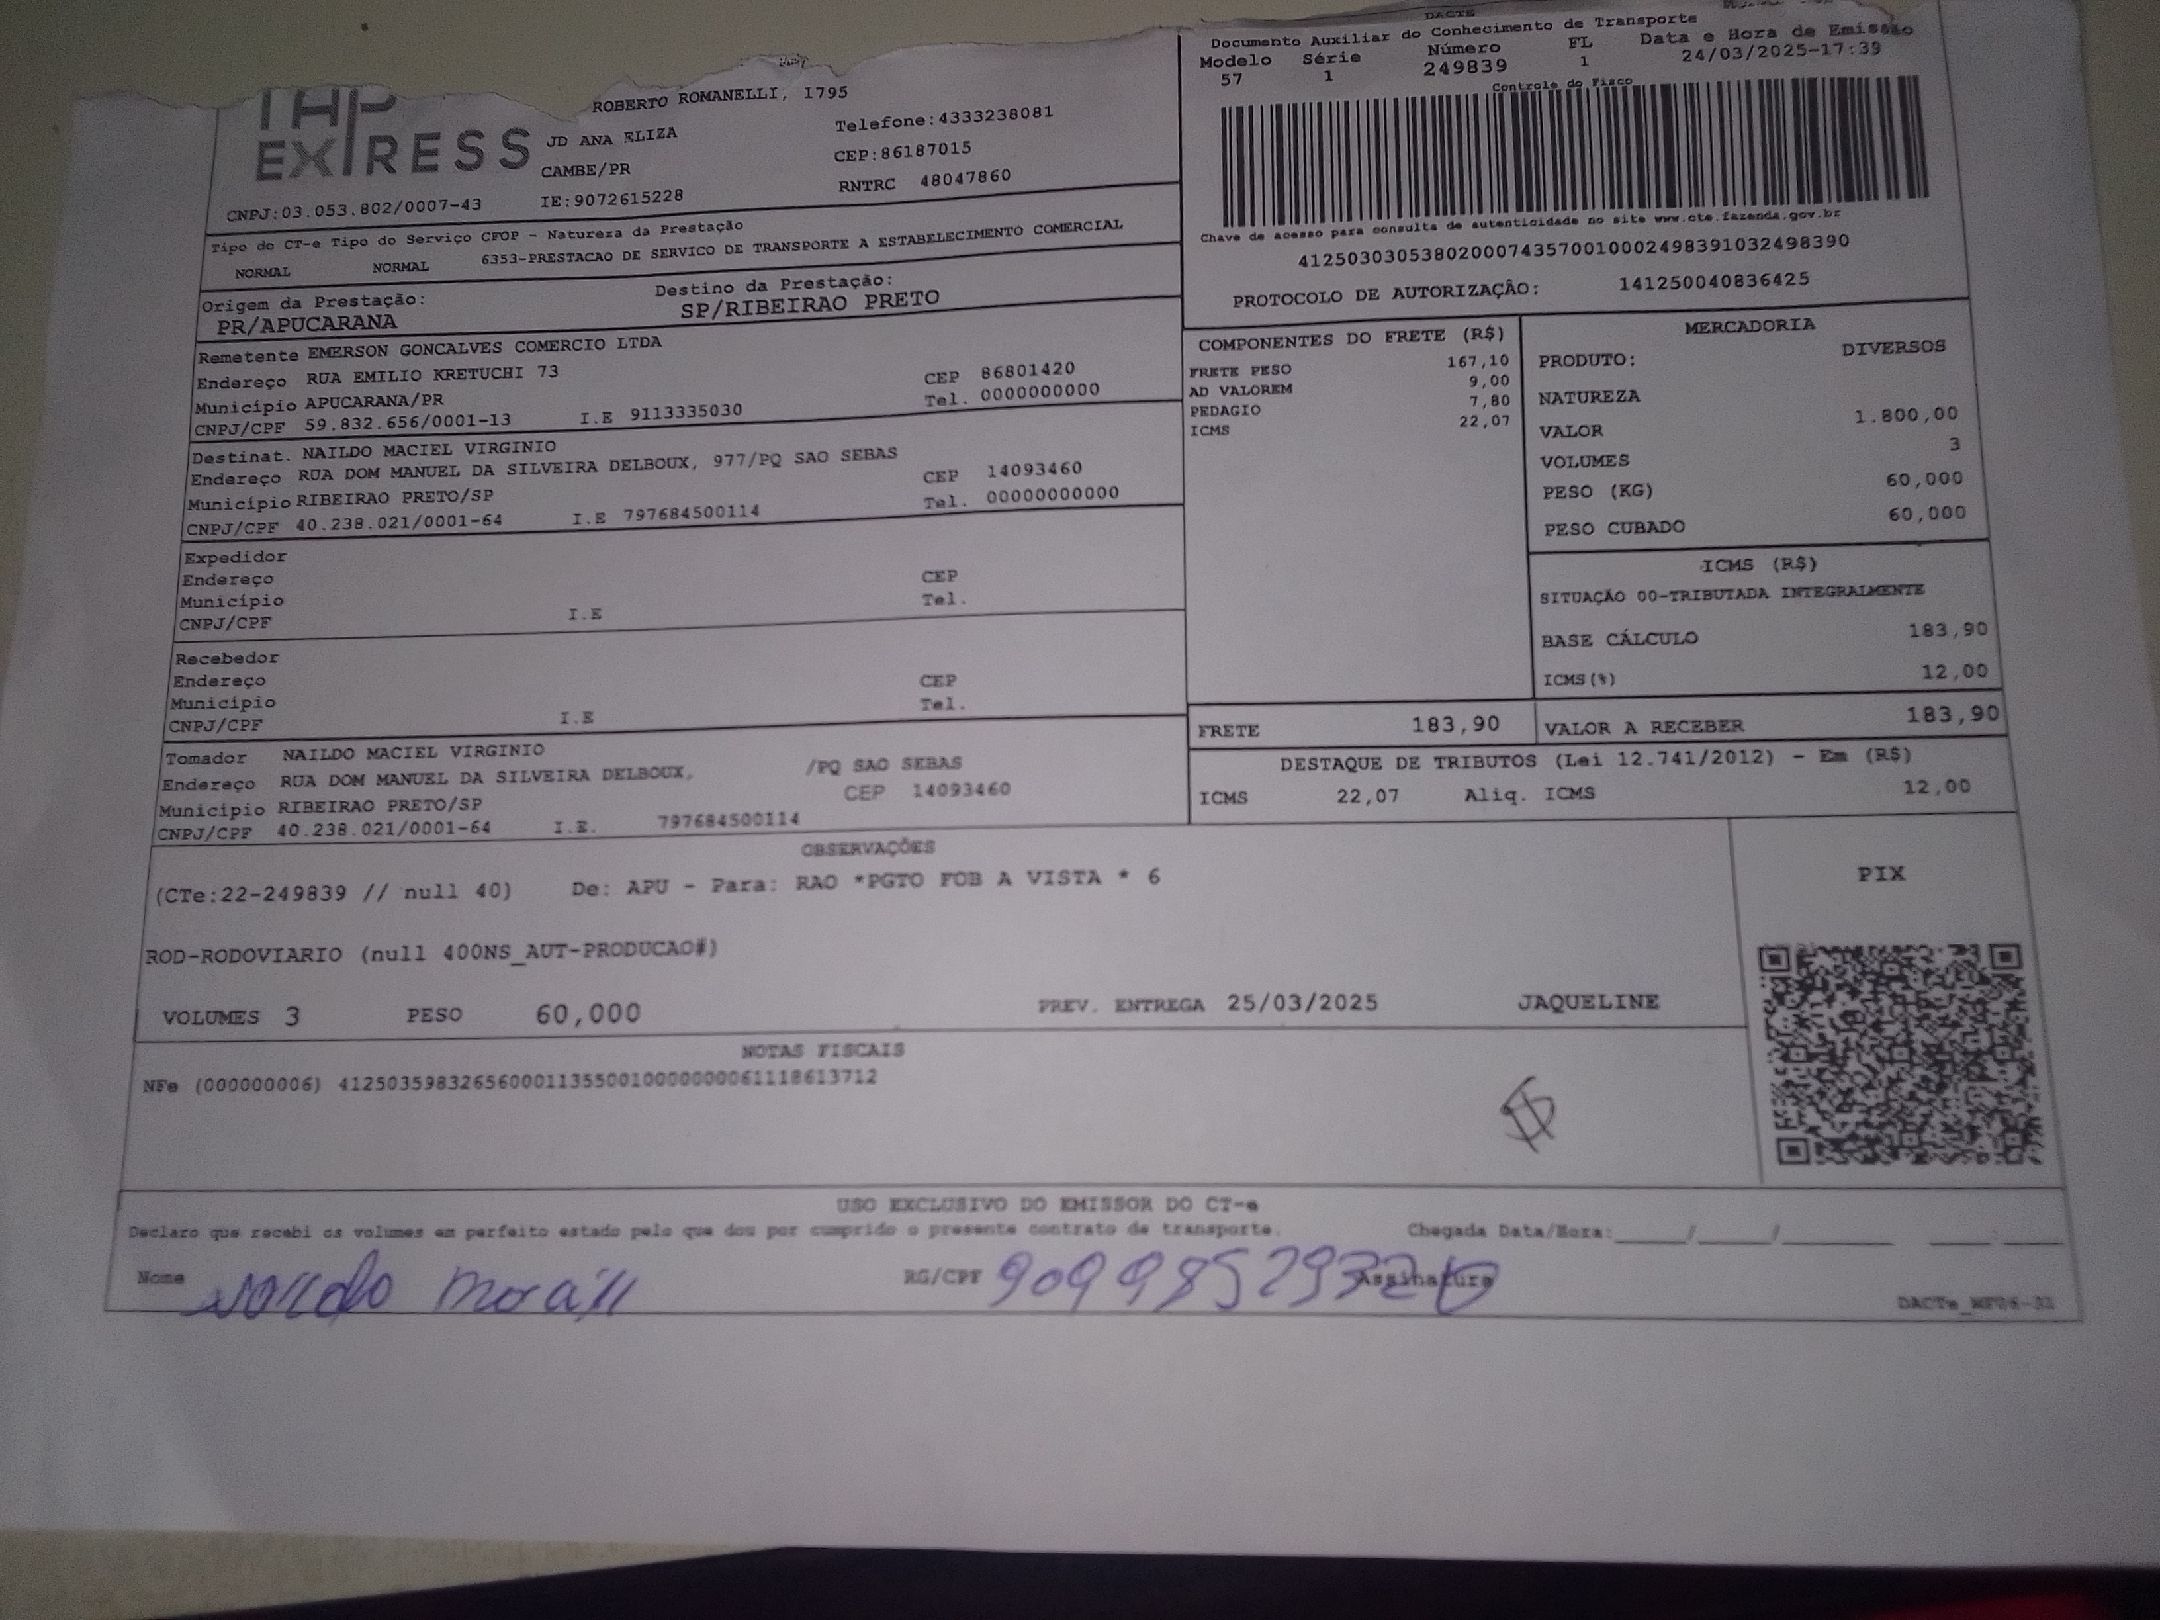 EXPRESS
ROBERTO ROMANELLI, 1795
JD ANA ELIZA
Telefone:4333238081
CAMBE/PR
CEP:86187015
CNPJ:03.053.802/0007-43
IE:9072615228
RNTRC 48047860
Tipo do CT-e Tipo do Serviço CFOP - Natureza da Prestação
NORMAL NORMAL 6353-PRESTACAO DE SERVICO DE TRANSPORTE A ESTABELECIMENTO COMERCIAL
Origem da Prestação: Destino da Prestação:
PR/APUCARANA SP/RIBEIRAO PRETO
DACTE
Documento Auxiliar do Conhecimento de Transporte
Modelo Série Número FL Data e Hora de Emissão
57 1 249839 1 24/03/2025-17:39
Controle do Fisco
Chave de acesso para consulta de autenticidade no site www.cte.fazenda.gov.br
41250303053802000743570010002498391032498390
PROTOCOLO DE AUTORIZAÇÃO: 141250040836425
Remetente EMERSON GONCALVES COMERCIO LTDA
Endereço RUA EMILIO KRETUCHI 73 CEP 86801420
Município APUCARANA/PR Tel. 0000000000
CNPJ/CPF 59.832.656/0001-13 I.E 9113335030
Destinat. NAILDO MACIEL VIRGINIO
Endereço RUA DOM MANUEL DA SILVEIRA DELBOUX, 977/PQ SAO SEBAS CEP 14093460
Município RIBEIRAO PRETO/SP Tel. 00000000000
CNPJ/CPF 40.238.021/0001-64 I.E 797684500114
Expedidor
Endereço CEP
Município Tel.
CNPJ/CPF I.E
Recebedor
Endereço CEP
Município Tel.
CNPJ/CPF I.E
Tomador NAILDO MACIEL VIRGINIO
Endereço RUA DOM MANUEL DA SILVEIRA DELBOUX, /PQ SAO SEBAS
Município RIBEIRAO PRETO/SP CEP 14093460
CNPJ/CPF 40.238.021/0001-64 I.E. 797684500114
COMPONENTES DO FRETE (R$)
FRETE PESO 167,10
AD VALOREM 9,00
PEDAGIO 7,80
ICMS 22,07
MERCADORIA
PRODUTO: DIVERSOS
NATUREZA
VALOR 1.800,00
VOLUMES 3
PESO (KG) 60,000
PESO CUBADO 60,000
ICMS (R$)
SITUAÇÃO 00-TRIBUTADA INTEGRALMENTE
BASE CÁLCULO 183,90
ICMS(%) 12,00
FRETE 183,90 VALOR A RECEBER 183,90
DESTAQUE DE TRIBUTOS (Lei 12.741/2012) - Em (R$)
ICMS 22,07 Aliq. ICMS 12,00
OBSERVAÇÕES
(CTe:22-249839 // null 40) De: APU - Para: RAO *PGTO FOB A VISTA * 6
ROD-RODOVIARIO (null 400NS_AUT-PRODUCAO#)
VOLUMES 3 PESO 60,000 PREV. ENTREGA 25/03/2025 JAQUELINE
PIX
NOTAS FISCAIS
NFe (000000006) 41250359832656000113550010000000061118613712
USO EXCLUSIVO DO EMISSOR DO CT-e
Declaro que recebi os volumes em perfeito estado pelo que dou por cumprido o presente contrato de transporte. Chegada Data/Hora:
Nome RG/CPF Assinatura